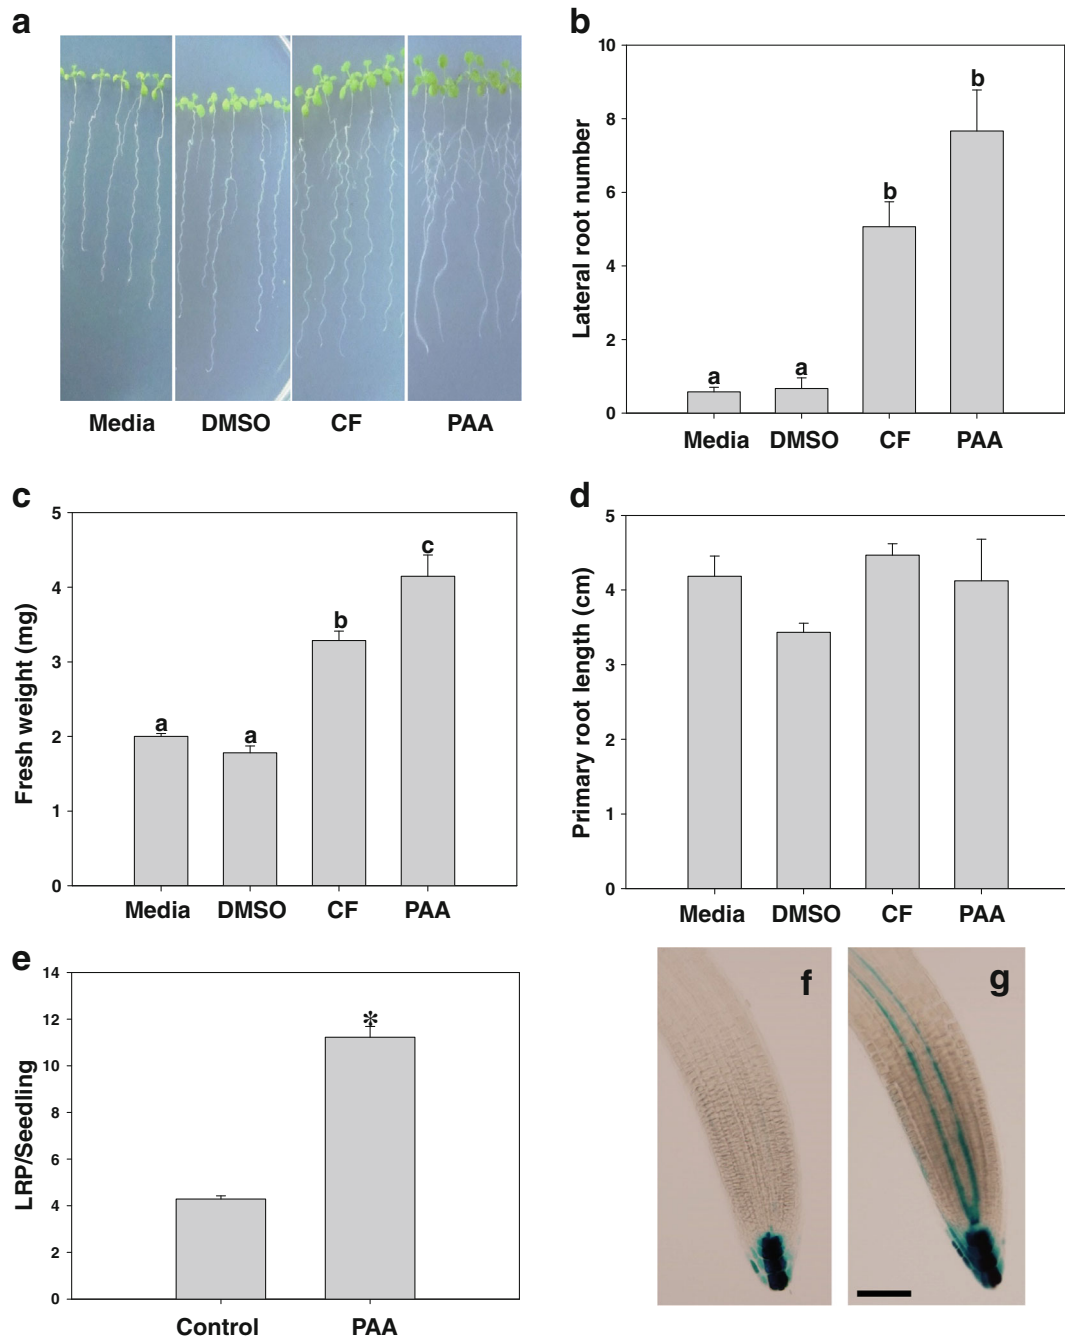 a
Media DMSO CF PAA
b
Lateral root number
10
8
6
4
2
0
a a b b
Media DMSO CF PAA
c
Fresh weight (mg)
5
4
3
2
1
0
a a b c
Media DMSO CF PAA
d
Primary root length (cm)
5
4
3
2
1
0
Media DMSO CF PAA
e
LRP/Seedling
14
12
10
8
6
4
2
0
*
Control PAA
f
g